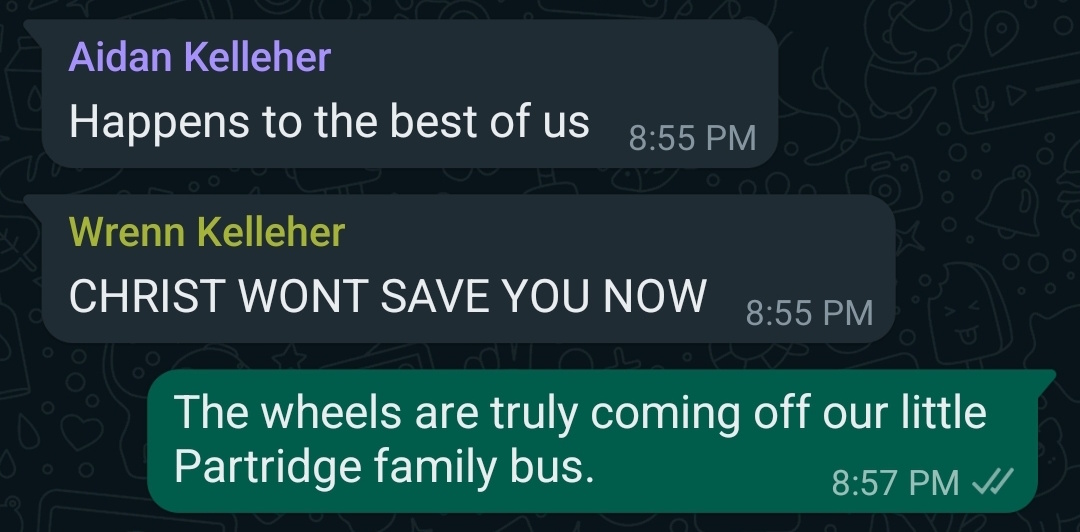 Aidan Kelleher
Happens to the best of us
8:55 PM
Wrenn Kelleher
CHRIST WONT SAVE YOU NOW
8:55 PM
The wheels are truly coming off our little
Partridge family bus.
8:57 PM